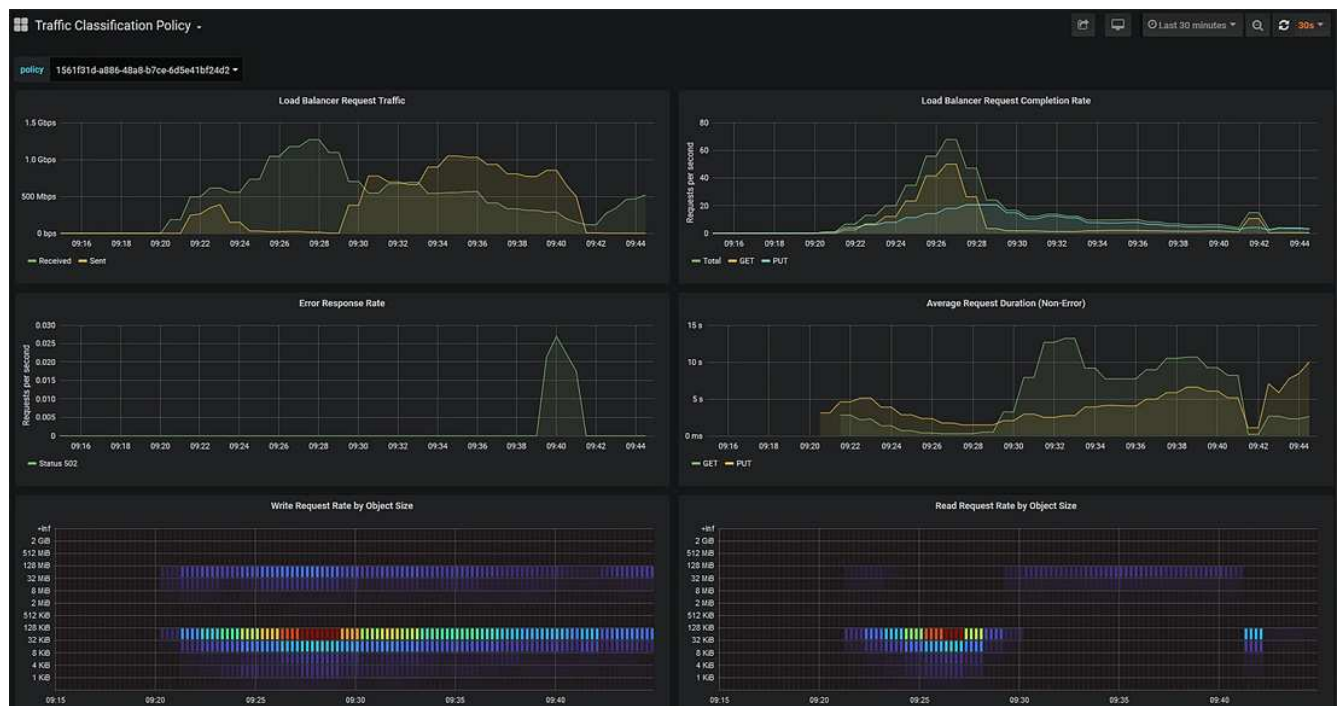 Traffic Classification Policy
Last 30 minutes
30s
policy 1561f31d-a886-48a8-b7ce-6d5e41bf24d2
Load Balancer Request Traffic
1.5 Gbps
1.0 Gbps
500 Mbps
0 bps
09:16 09:18 09:20 09:22 09:24 09:26 09:28 09:30 09:32 09:34 09:36 09:38 09:40 09:42 09:44
Received Sent
Load Balancer Request Completion Rate
Requests per second
80
60
40
20
0
09:16 09:18 09:20 09:22 09:24 09:26 09:28 09:30 09:32 09:34 09:36 09:38 09:40 09:42 09:44
Total GET PUT
Error Response Rate
Requests per second
0.030
0.025
0.020
0.015
0.010
0.005
0
09:16 09:18 09:20 09:22 09:24 09:26 09:28 09:30 09:32 09:34 09:36 09:38 09:40 09:42 09:44
Status 502
Average Request Duration (Non-Error)
15 s
10 s
5 s
0 ms
09:16 09:18 09:20 09:22 09:24 09:26 09:28 09:30 09:32 09:34 09:36 09:38 09:40 09:42 09:44
GET PUT
Write Request Rate by Object Size
+Inf
2 GiB
512 MiB
128 MiB
32 MiB
8 MiB
2 MiB
512 KiB
128 KiB
32 KiB
8 KiB
4 KiB
1 KiB
09:15 09:20 09:25 09:30 09:35 09:40
Read Request Rate by Object Size
+Inf
2 GiB
512 MiB
128 MiB
32 MiB
8 MiB
2 MiB
512 KiB
128 KiB
32 KiB
8 KiB
4 KiB
1 KiB
09:15 09:20 09:25 09:30 09:35 09:40